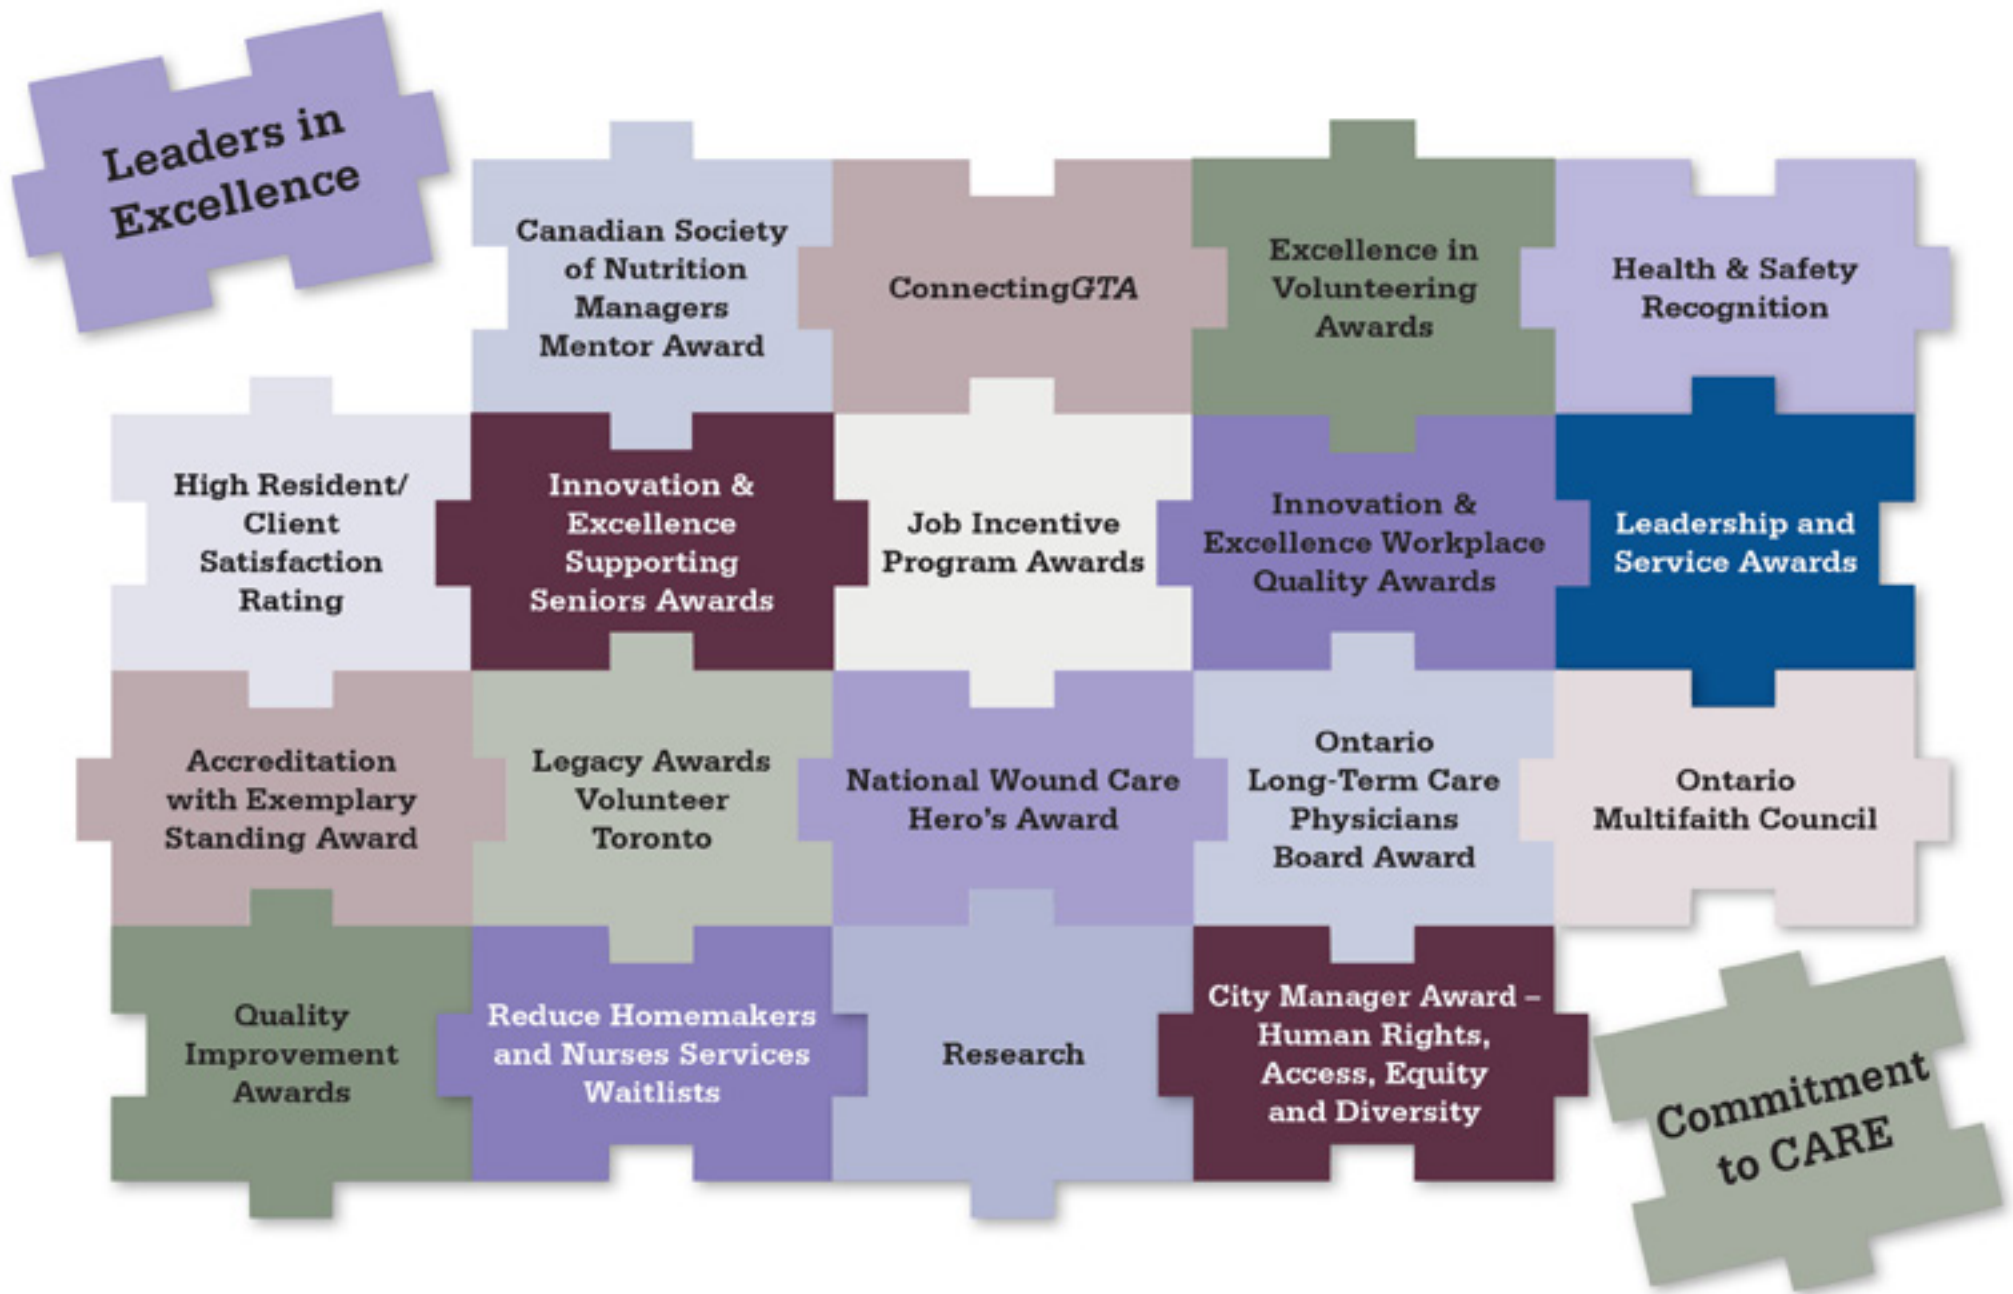 Leaders in
Excellence
Canadian Society
of Nutrition
Managers
Mentor Award
ConnectingGTA
Excellence in
Volunteering
Awards
Health & Safety
Recognition
High Resident/
Client
Satisfaction
Rating
Innovation &
Excellence
Supporting
Seniors Awards
Job Incentive
Program Awards
Innovation &
Excellence Workplace
Quality Awards
Leadership and
Service Awards
Accreditation
with Exemplary
Standing Award
Legacy Awards
Volunteer
Toronto
National Wound Care
Hero's Award
Ontario
Long-Term Care
Physicians
Board Award
Ontario
Multifaith Council
Quality
Improvement
Awards
Reduce Homemakers
and Nurses Services
Waitlists
Research
City Manager Award –
Human Rights,
Access, Equity
and Diversity
Commitment
to CARE